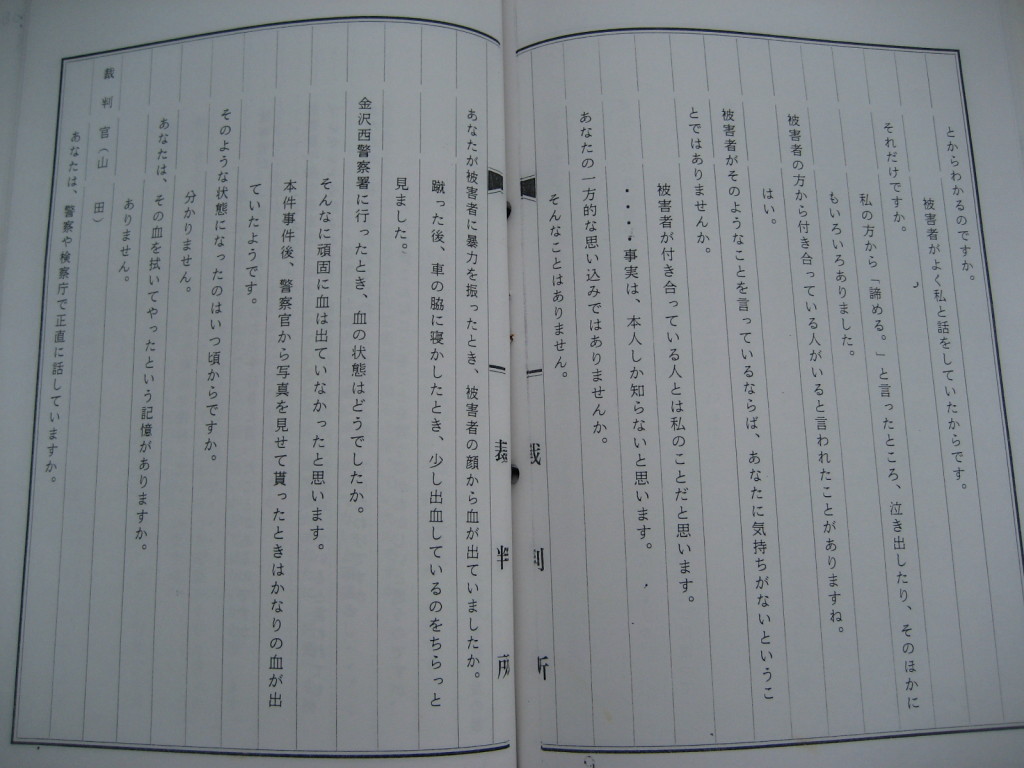 とからわかるのですか。
被害者がよく私と話をしていたからです。
それだけですか。
私の方から「諦める。」と言ったところ、泣き出したり、そのほかに
もいろいろありました。
被害者の方から付き合っている人がいると言われたことがありますね。
はい。
被害者がそのようなことを言っているならば、あなたに気持ちがないというこ
とではありませんか。
被害者が付き合っている人とは私のことだと思います。
・・・・事実は、本人しか知らないと思います。
あなたの一方的な思い込みではありませんか。
そんなことはありません。
裁判所
裁判所
あなたが被害者に暴力を振ったとき、被害者の顔から血が出ていましたか。
蹴った後、車の脇に寝かしたとき、少し出血しているのをちらっと
見ました。
金沢西警察署に行ったとき、血の状態はどうでしたか。
そんなに頑固に血は出ていなかったと思います。
本件事件後、警察官から写真を見せて貰ったときはかなりの血が出
ていたようです。
そのような状態になったのはいつ頃からですか。
分かりません。
あなたは、その血を拭いてやったという記憶がありますか。
ありません。
裁判官（山田）
あなたは、警察や検察庁で正直に話していますか。